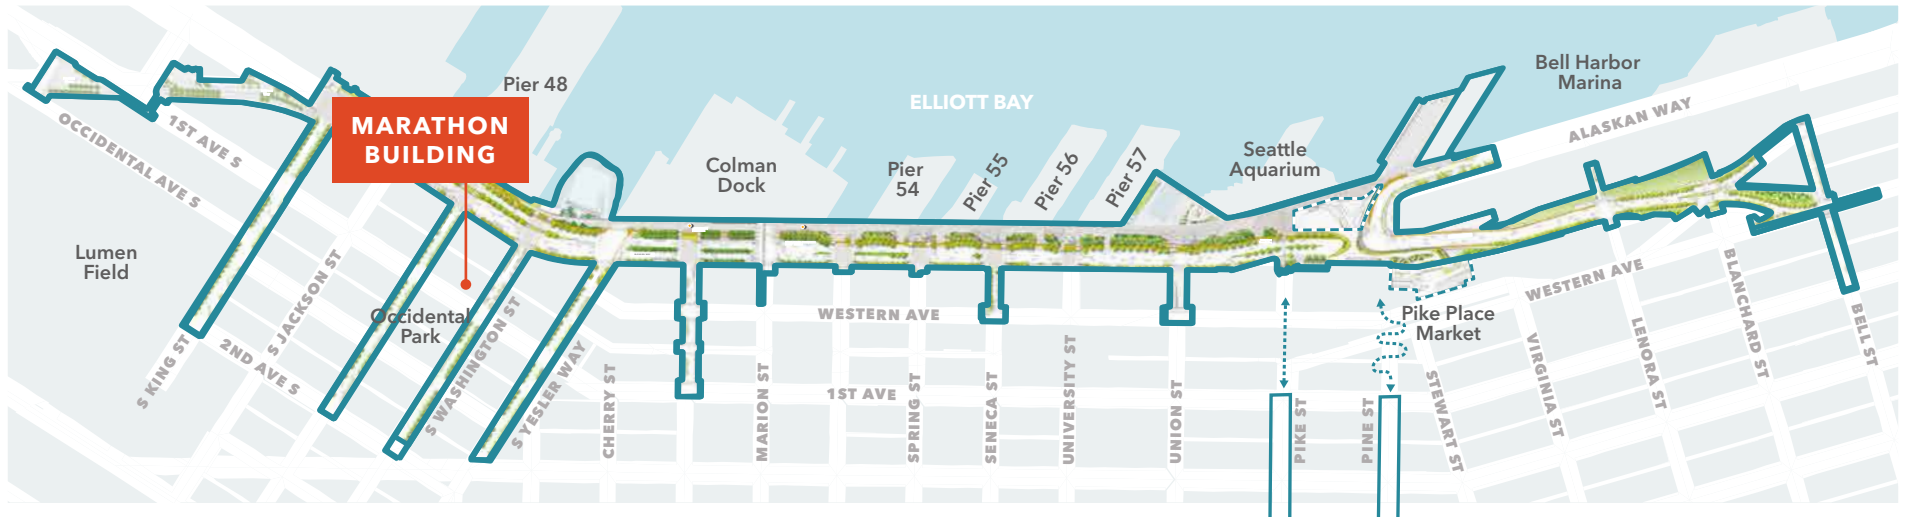 Bell Harbor
Marina
Pier 48
ELLIOTT BAY
ALASKAN WAY
MARATHON
BUILDING
OCCIDENTAL AVE S
1ST AVE S
Colman
Dock
Pier
54
Pier 55
Pier 56
Pier 57
Seattle
Aquarium
Lumen
Field
S KING ST
2ND AVE S
S JACKSON ST
Occidental
Park
S WASHINGTON ST
S YESLER WAY
CHERRY ST
MARION ST
WESTERN AVE
1ST AVE
SPRING ST
SENECA ST
UNIVERSITY ST
UNION ST
PIKE ST
PINE ST
Pike Place
Market
STEWART ST
WESTERN AVE
VIRGINIA ST
LENORA ST
BLANCHARD ST
BELL ST